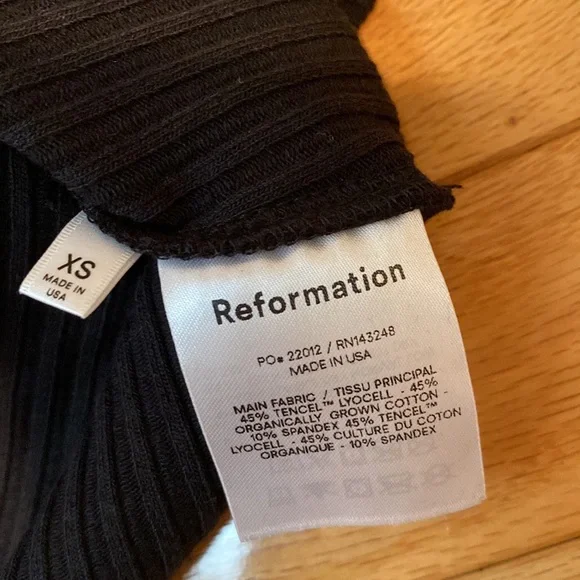 XS
MADE IN
USA
Reformation
PO# 22012 / RN143248
MADE IN USA
MAIN FABRIC / TISSU PRINCIPAL
45% TENCEL™ LYOCELL - 45%
ORGANICALLY GROWN COTTON -
10% SPANDEX 45% TENCEL™
LYOCELL - 45% CULTURE DU COTON
ORGANIQUE - 10% SPANDEX